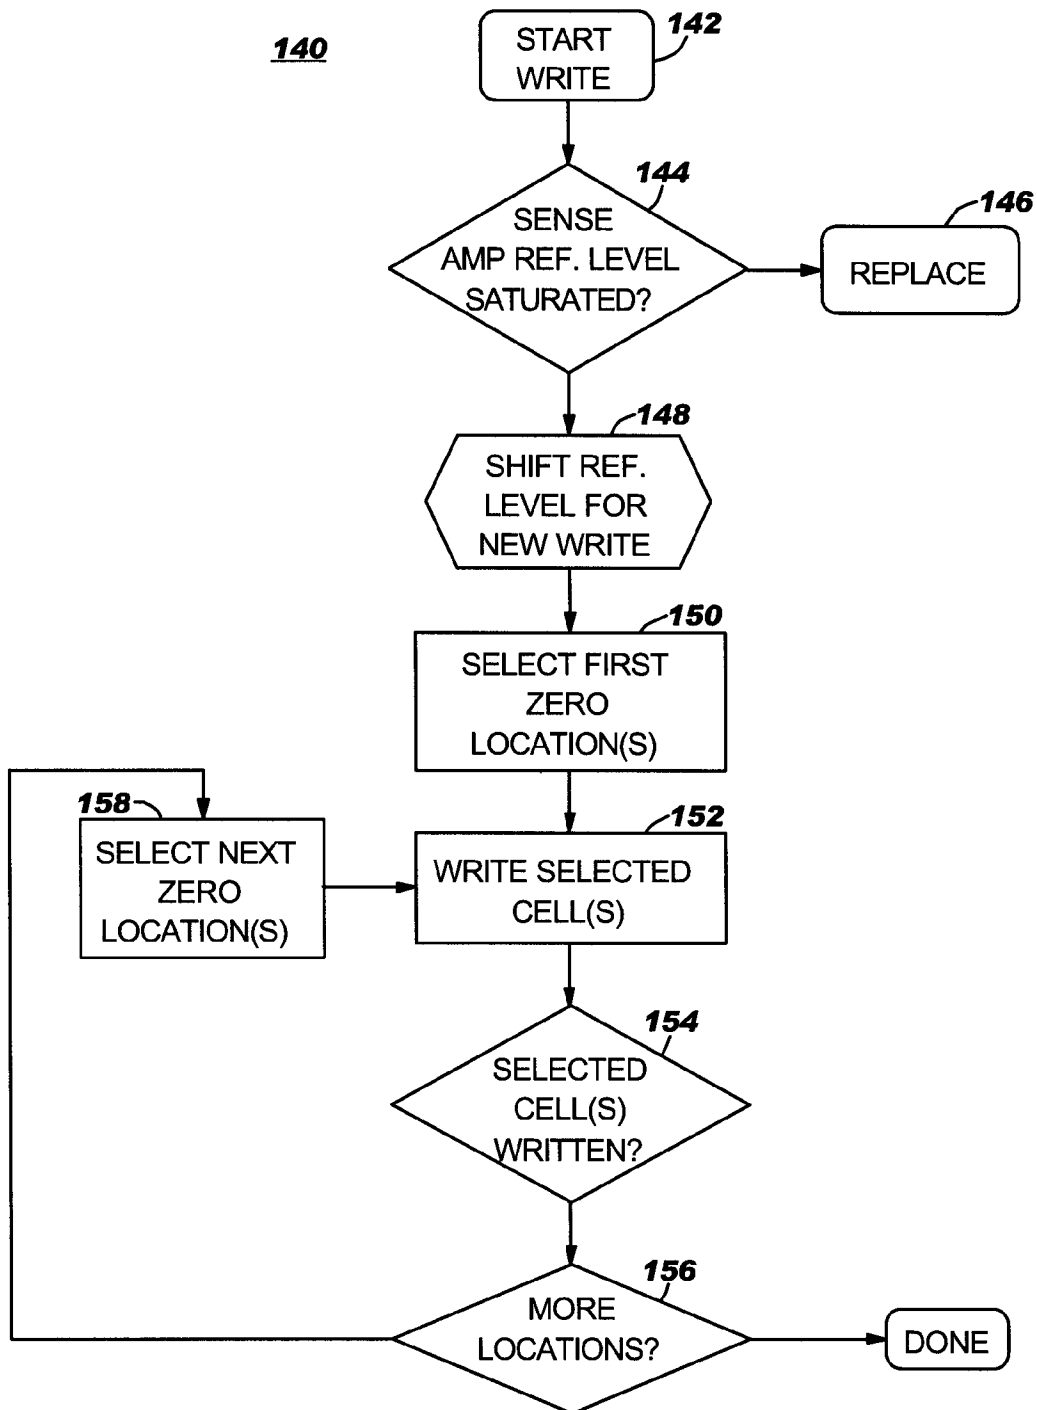 140
START
WRITE
142
SENSE
AMP REF. LEVEL
SATURATED?
144
REPLACE
146
SHIFT REF.
LEVEL FOR
NEW WRITE
148
SELECT FIRST
ZERO
LOCATION(S)
150
SELECT NEXT
ZERO
LOCATION(S)
158
WRITE SELECTED
CELL(S)
152
SELECTED
CELL(S)
WRITTEN?
154
MORE
LOCATIONS?
156
DONE